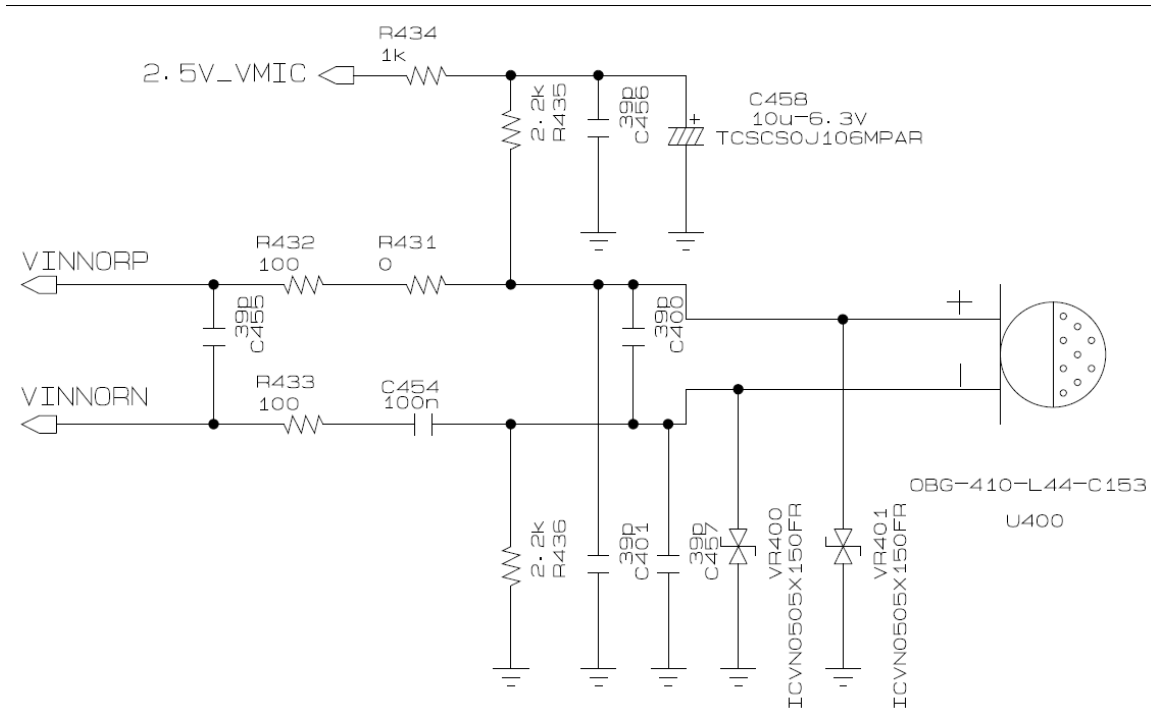 R434
1k
2.5V_VMIC
2.2k
R435
39p
C456
C458
10u-6.3V
TCSCS0J106MPAR
+
VINNORP
R432
100
R431
0
39p
C455
39p
C400
+
VINNORN
R433
100
C454
100n
−
OBG-410-L44-C153
U400
2.2k
R436
39p
C401
39p
C457
VR400
ICVN0505X150FR
VR401
ICVN0505X150FR